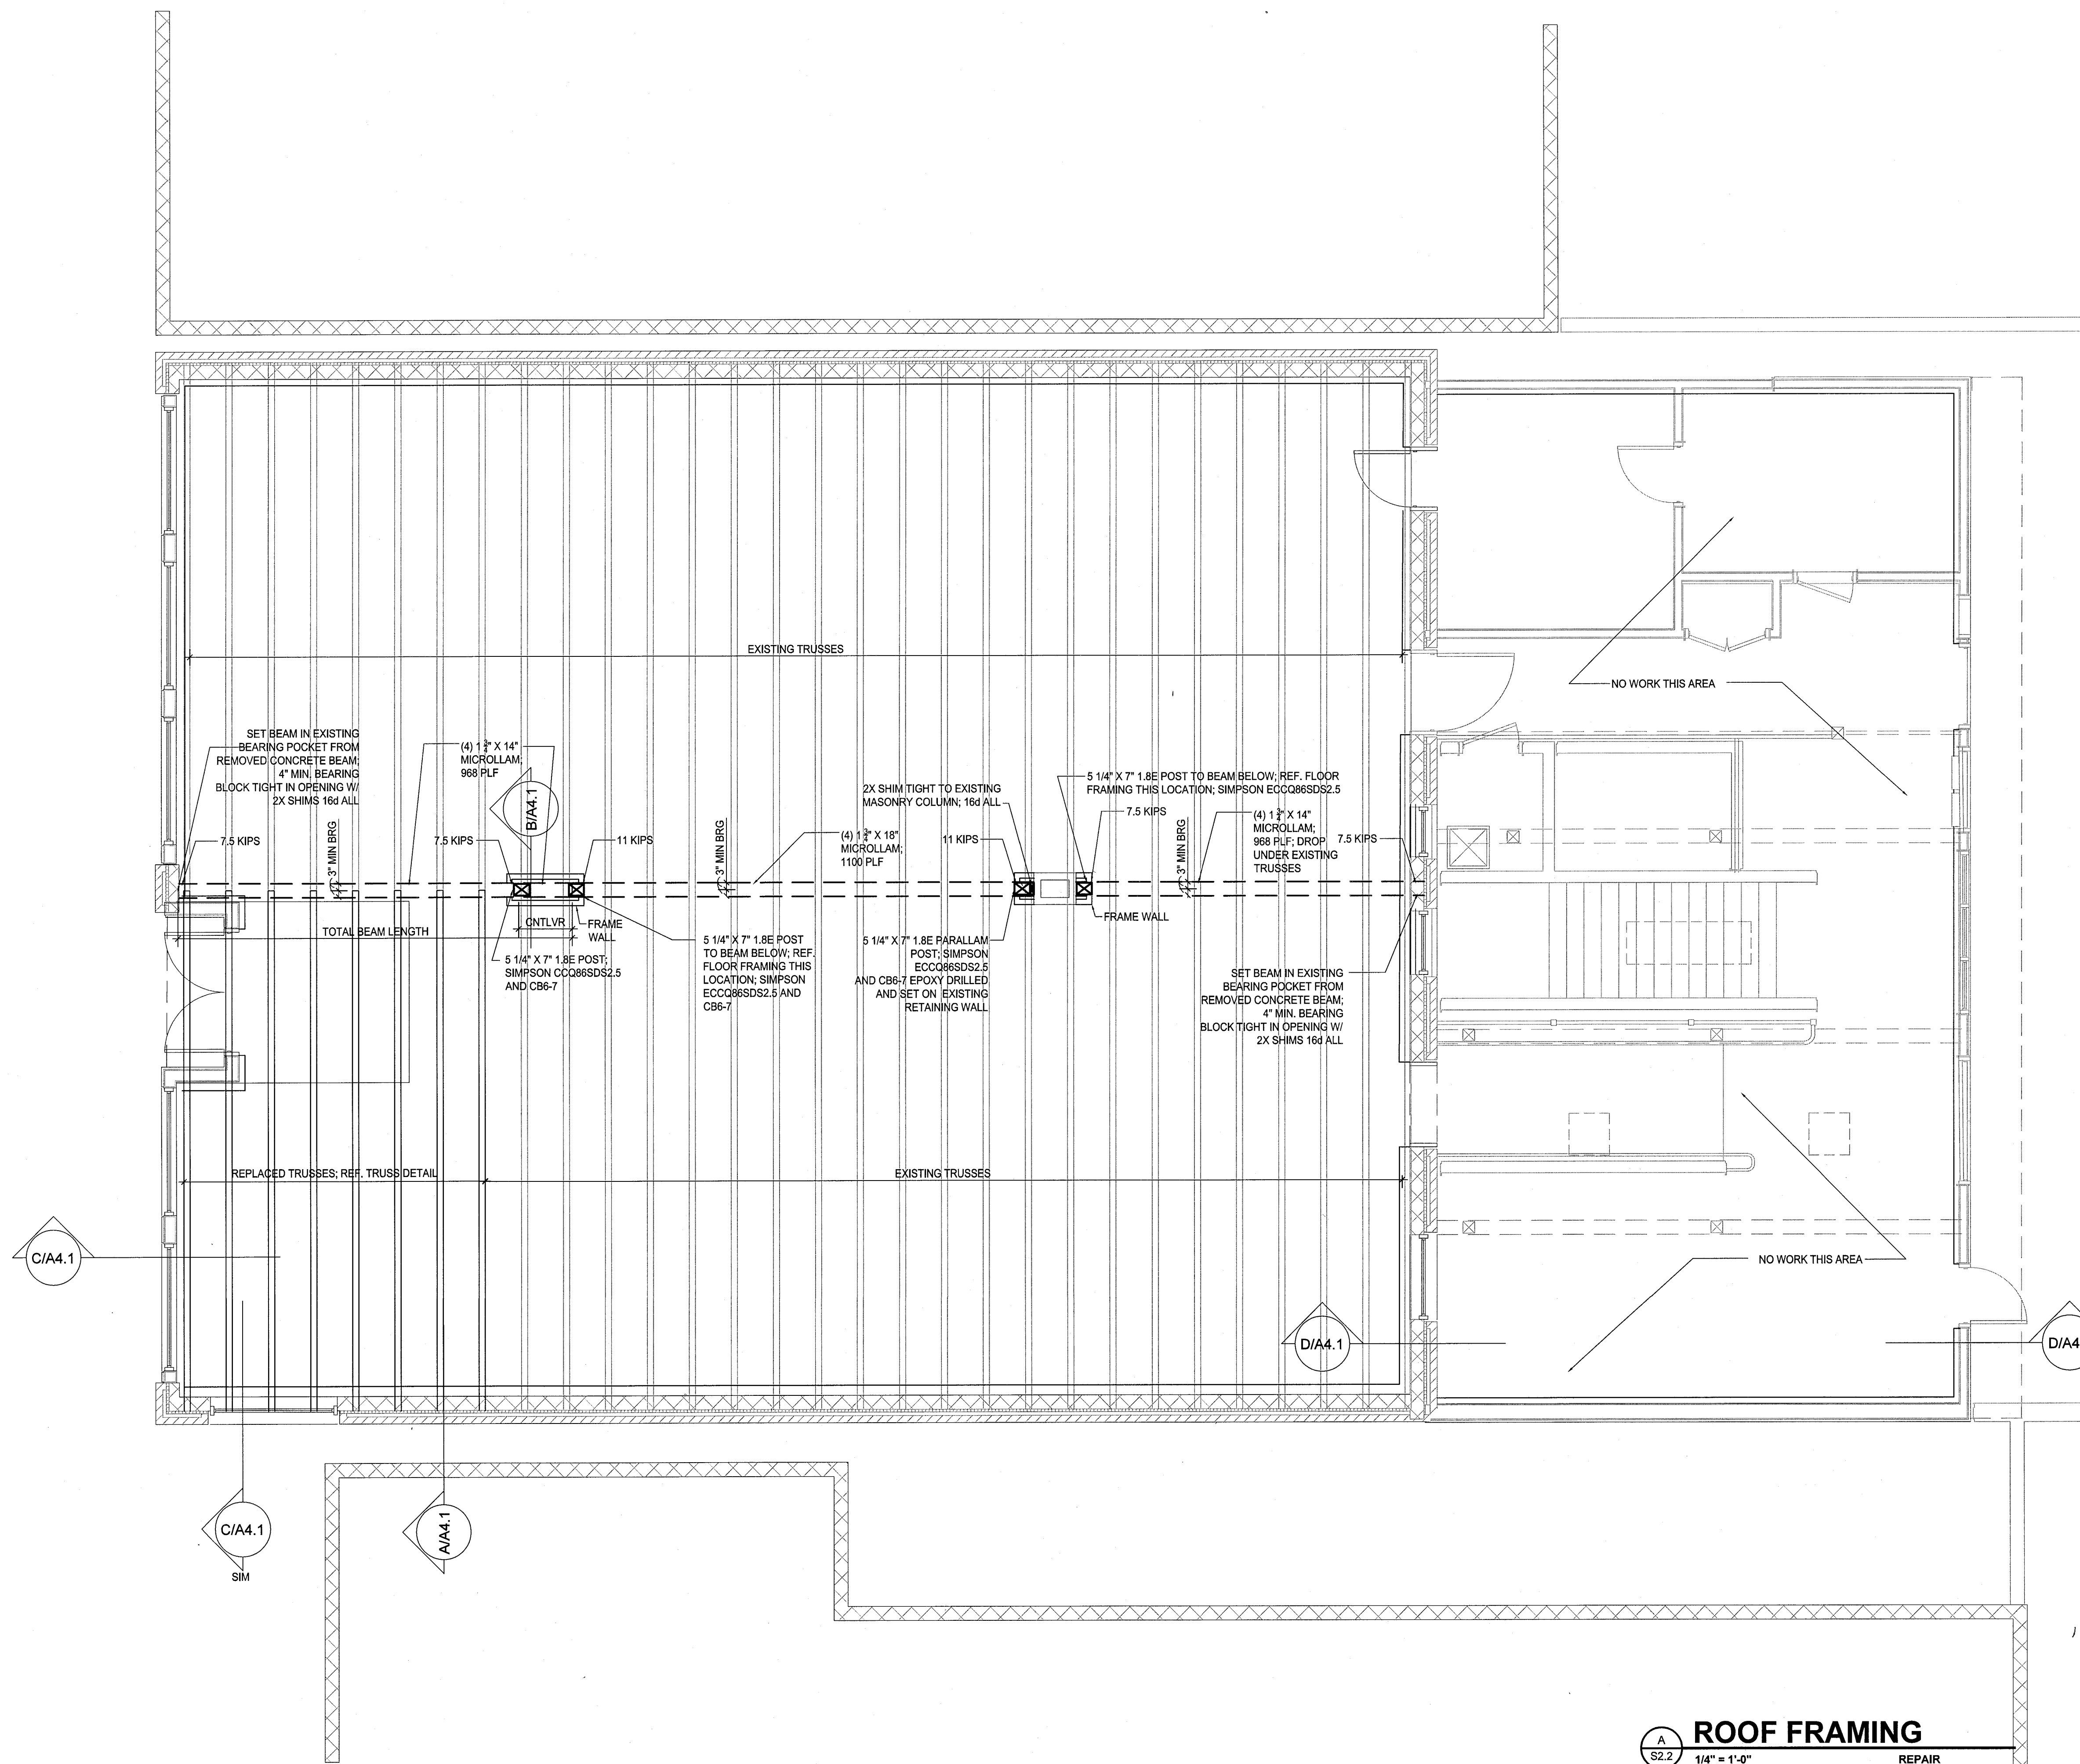 EXISTING TRUSSES
NO WORK THIS AREA
SET BEAM IN EXISTING
BEARING POCKET FROM
REMOVED CONCRETE BEAM;
4" MIN. BEARING
BLOCK TIGHT IN OPENING W/
2X SHIMS 16d ALL
(4) 1 3/4" X 14"
MICROLLAM;
968 PLF
B/A4.1
2X SHIM TIGHT TO EXISTING
MASONRY COLUMN; 16d ALL
5 1/4" X 7" 1.8E POST TO BEAM BELOW; REF. FLOOR
FRAMING THIS LOCATION; SIMPSON ECCQ86SDS2.5
7.5 KIPS
3" MIN BRG
7.5 KIPS
11 KIPS
3" MIN BRG
(4) 1 3/4" X 18"
MICROLLAM;
1100 PLF
11 KIPS
7.5 KIPS
3" MIN BRG
(4) 1 3/4" X 14"
MICROLLAM;
968 PLF; DROP
UNDER EXISTING
TRUSSES
7.5 KIPS
TOTAL BEAM LENGTH
CNTLVR
FRAME
WALL
FRAME WALL
5 1/4" X 7" 1.8E POST;
SIMPSON CCQ86SDS2.5
AND CB6-7
5 1/4" X 7" 1.8E POST
TO BEAM BELOW; REF.
FLOOR FRAMING THIS
LOCATION; SIMPSON
ECCQ86SDS2.5 AND
CB6-7
5 1/4" X 7" 1.8E PARALLAM
POST; SIMPSON
ECCQ86SDS2.5
AND CB6-7 EPOXY DRILLED
AND SET ON EXISTING
RETAINING WALL
SET BEAM IN EXISTING
BEARING POCKET FROM
REMOVED CONCRETE BEAM;
4" MIN. BEARING
BLOCK TIGHT IN OPENING W/
2X SHIMS 16d ALL
REPLACED TRUSSES; REF. TRUSS DETAIL
EXISTING TRUSSES
C/A4.1
NO WORK THIS AREA
D/A4.1
D/A4
C/A4.1
SIM
A/A4.1
A
S2.2
ROOF FRAMING
1/4" = 1'-0"
REPAIR